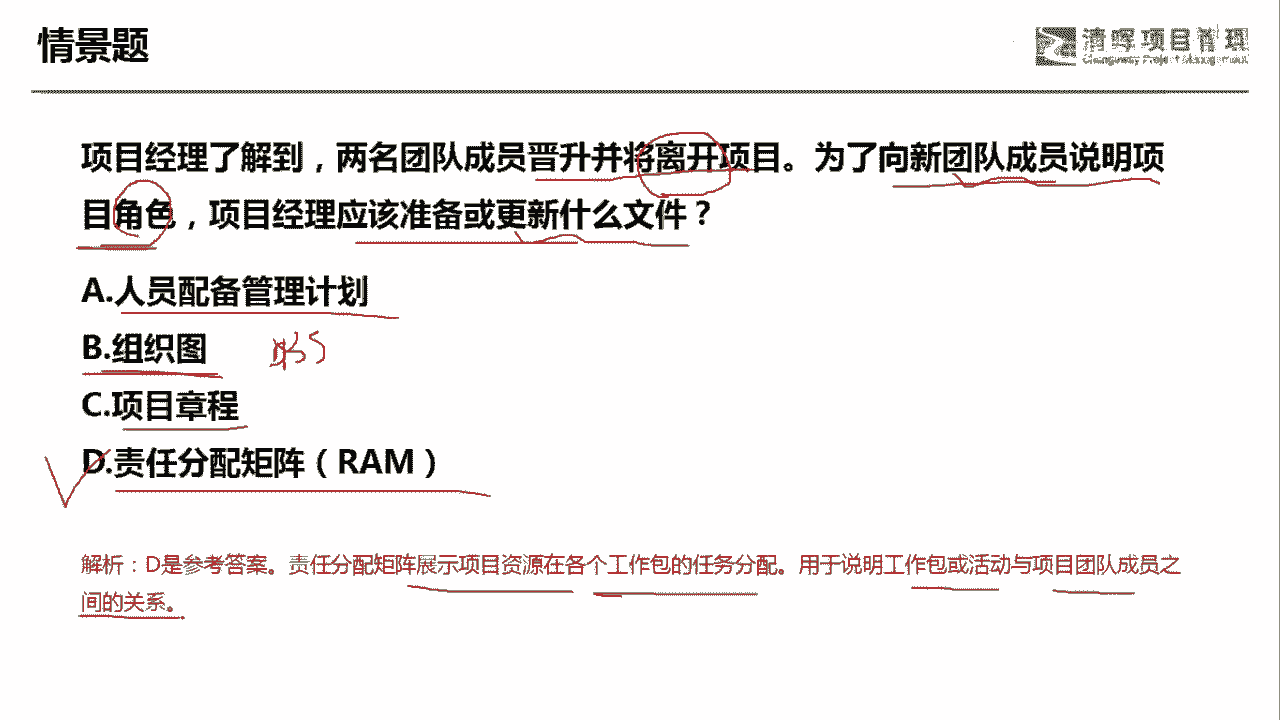 情景题
清晖项目管理
项目经理了解到，两名团队成员晋升并将离开项目。为了向新团队成员说明项
目角色，项目经理应该准备或更新什么文件？
A.人员配备管理计划
B.组织图
C.项目章程
D.责任分配矩阵（RAM）
解析：D是参考答案。责任分配矩阵展示项目资源在各个工作包的任务分配。用于说明工作包或活动与项目团队成员之
间的关系。